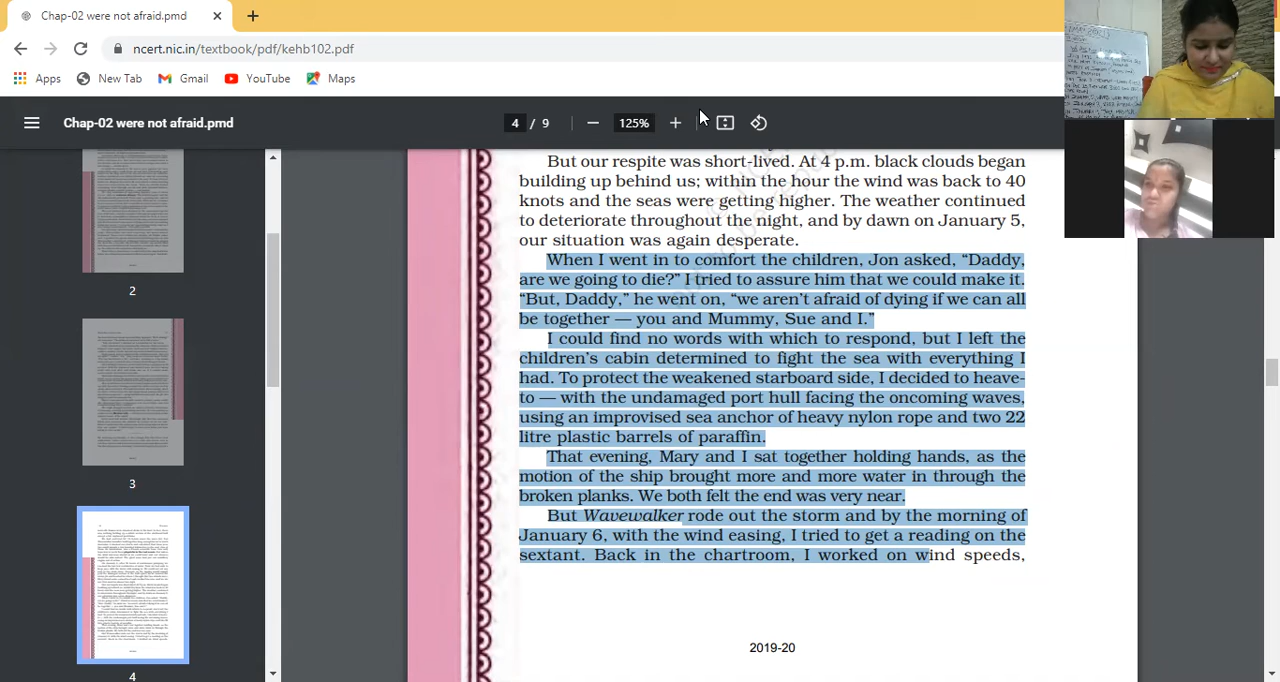 Chap-02 were not afraid.pmd
ncert.nic.in/textbook/pdf/kehb102.pdf
Apps New Tab Gmail YouTube Maps
Chap-02 were not afraid.pmd
4 / 9 125%
But our respite was short-lived. At 4 p.m. black clouds began
building up behind us; within the hour the wind was back to 40
knots and the seas were getting higher. The weather continued
to deteriorate throughout the night, and by dawn on January 5,
our situation was again desperate.
When I went in to comfort the children, Jon asked, “Daddy,
are we going to die?” I tried to assure him that we could make it.
“But, Daddy,” he went on, “we aren’t afraid of dying if we can all
be together — you and Mummy, Sue and I.”
I could find no words with which to respond, but I left the
children’s cabin determined to fight the sea with everything I
had. To protect the weakened starboard side, I decided to heave-
to — with the undamaged port hull facing the oncoming waves,
using an improvised sea anchor of heavy nylon rope and two 22
litre plastic barrels of paraffin.
That evening, Mary and I sat together holding hands, as the
motion of the ship brought more and more water in through the
broken planks. We both felt the end was very near.
But Wavewalker rode out the storm and by the morning of
January 6, with the wind easing, I tried to get a reading on the
sextant. Back in the chartroom, I worked on wind speeds,
2019-20
2
3
4